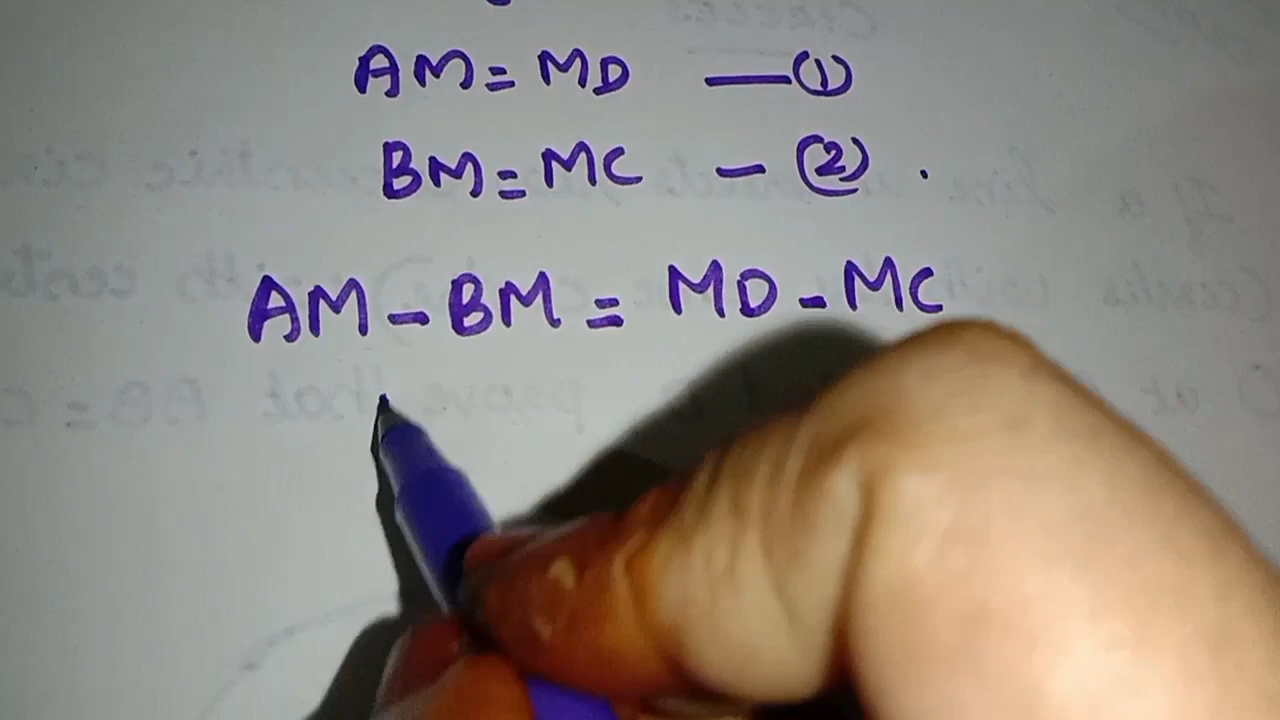 AM = MD —(1)
BM = MC - (2) .
AM - BM = MD - MC